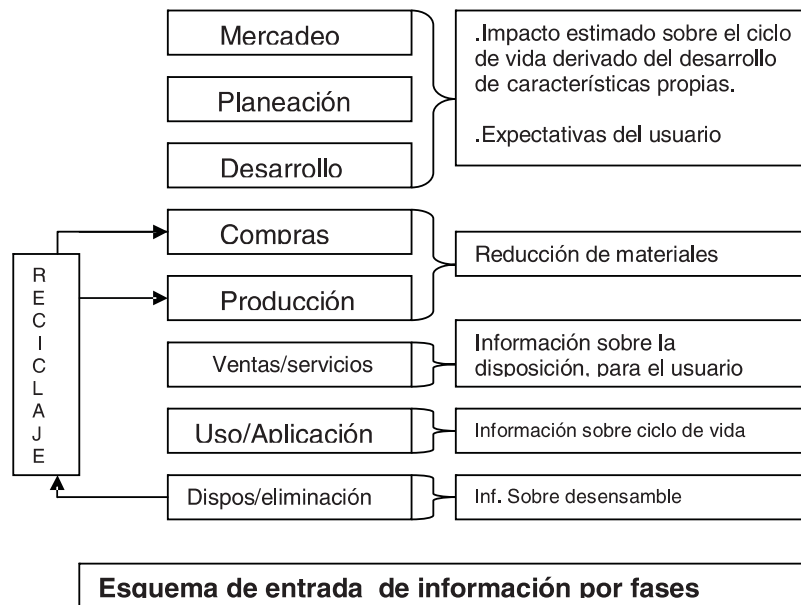 Mercadeo
.Impacto estimado sobre el ciclo
de vida derivado del desarrollo
de características propias.
.Expectativas del usuario
Planeación
Desarrollo
Compras
Reducción de materiales
Producción
RECICLAJE
Ventas/servicios
Información sobre la
disposición, para el usuario
Uso/Aplicación
Información sobre ciclo de vida
Dispos/eliminación
Inf. Sobre desensamble
Esquema de entrada de información por fases